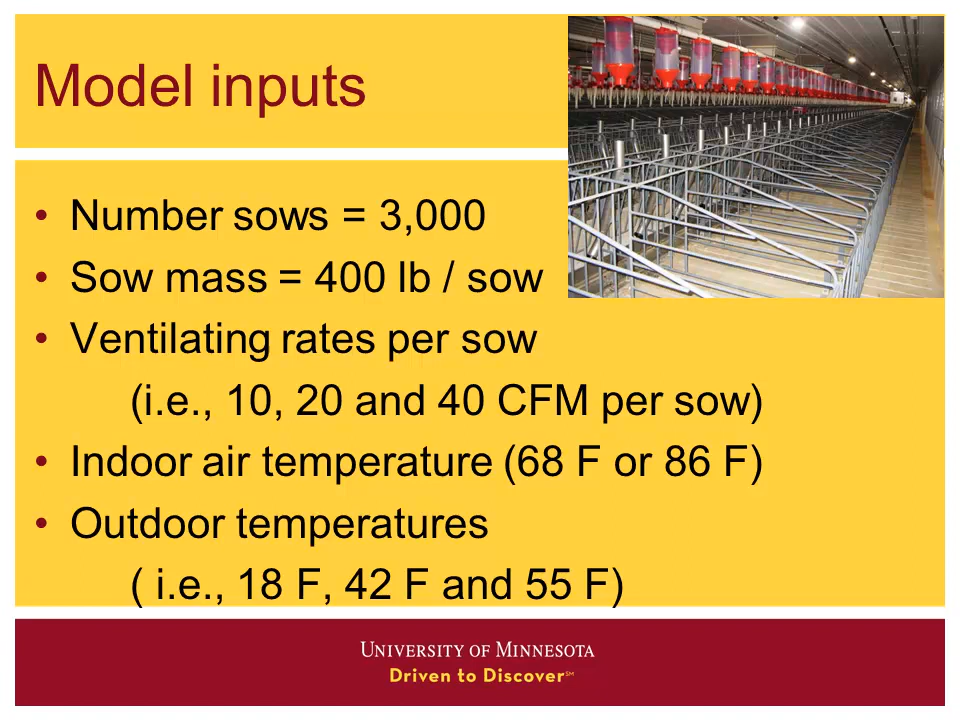 Model inputs
• Number sows = 3,000
• Sow mass = 400 lb / sow
• Ventilating rates per sow
(i.e., 10, 20 and 40 CFM per sow)
• Indoor air temperature (68 F or 86 F)
• Outdoor temperatures
( i.e., 18 F, 42 F and 55 F)
UNIVERSITY OF MINNESOTA
Driven to Discover℠